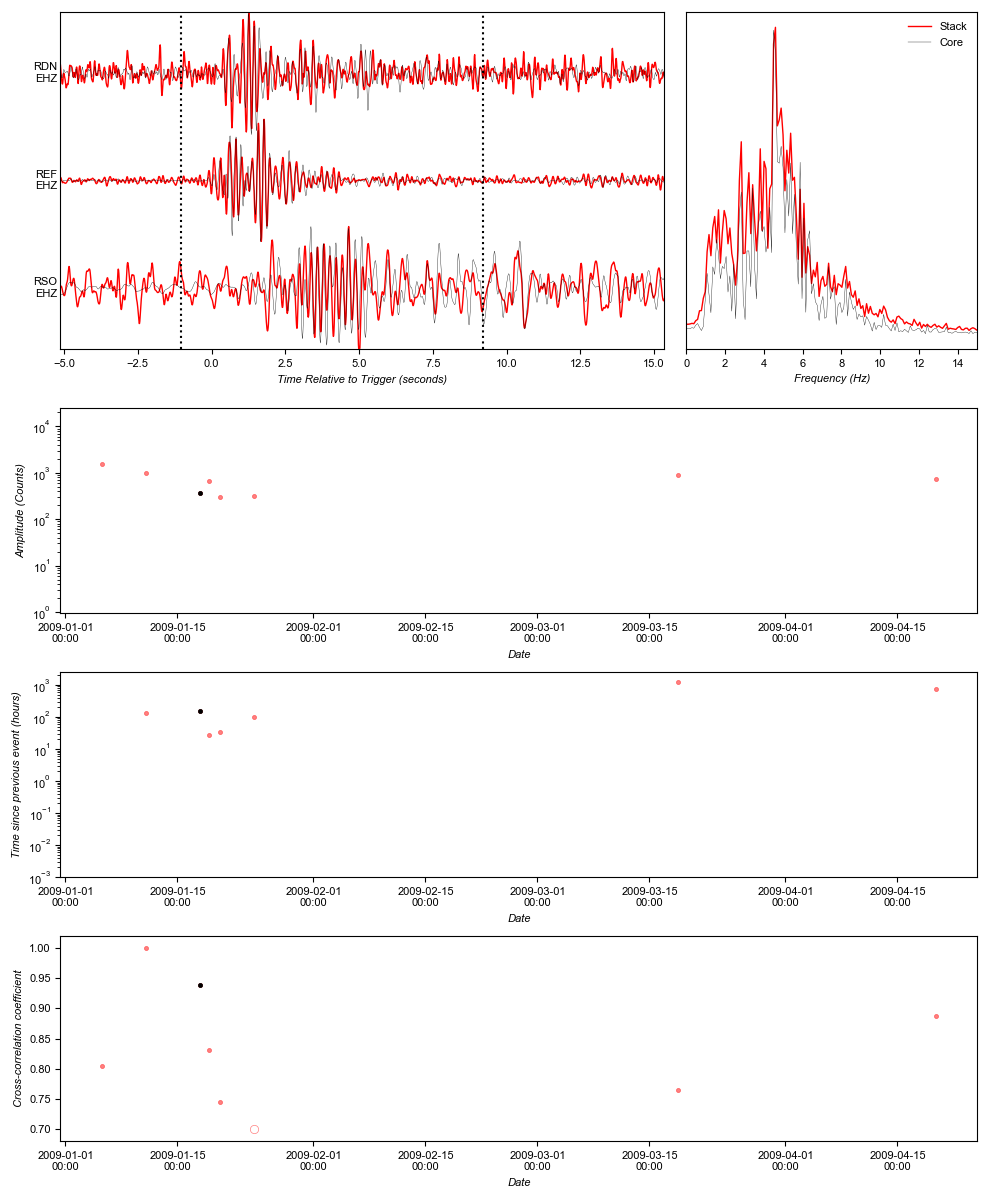 RDN
EHZ
REF
EHZ
RSO
EHZ
−5.0 −2.5 0.0 2.5 5.0 7.5 10.0 12.5 15.0
Time Relative to Trigger (seconds)
Stack
Core
0 2 4 6 8 10 12 14
Frequency (Hz)
10^4
10^3
10^2
10^1
10^0
Amplitude (Counts)
2009-01-01 2009-01-15 2009-02-01 2009-02-15 2009-03-01 2009-03-15 2009-04-01 2009-04-15
00:00 00:00 00:00 00:00 00:00 00:00 00:00 00:00
Date
10^3
10^2
10^1
10^0
10^−1
10^−2
10^−3
Time since previous event (hours)
2009-01-01 2009-01-15 2009-02-01 2009-02-15 2009-03-01 2009-03-15 2009-04-01 2009-04-15
00:00 00:00 00:00 00:00 00:00 00:00 00:00 00:00
Date
1.00
0.95
0.90
0.85
0.80
0.75
0.70
Cross-correlation coefficient
2009-01-01 2009-01-15 2009-02-01 2009-02-15 2009-03-01 2009-03-15 2009-04-01 2009-04-15
00:00 00:00 00:00 00:00 00:00 00:00 00:00 00:00
Date